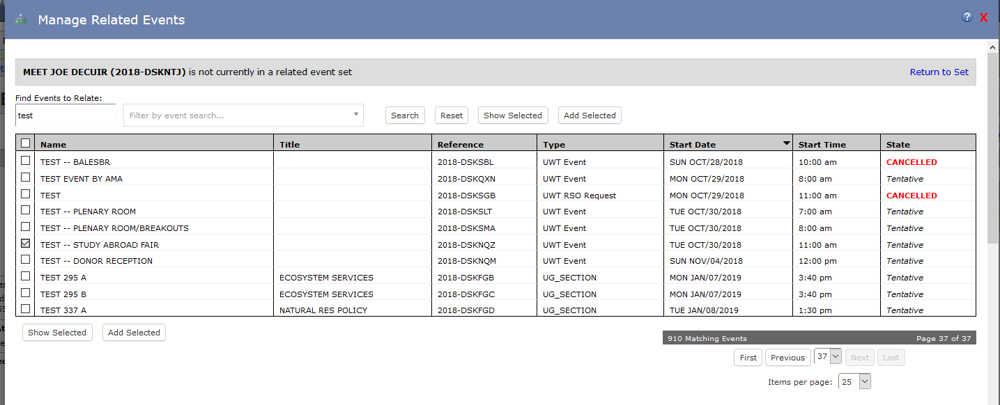 Manage Related Events
? X
MEET JOE DECUIR (2018-DSKNTJ) is not currently in a related event set Return to Set
Find Events to Relate:
test Filter by event search... Search Reset Show Selected Add Selected
Name Title Reference Type Start Date Start Time State
TEST -- BALESBR 2018-DSKSBL UWT Event SUN OCT/28/2018 10:00 am CANCELLED
TEST EVENT BY AMA 2018-DSKQXN UWT Event MON OCT/29/2018 8:00 am Tentative
TEST 2018-DSKSGB UWT RSO Request MON OCT/29/2018 11:00 am CANCELLED
TEST -- PLENARY ROOM 2018-DSKSLT UWT Event TUE OCT/30/2018 7:00 am Tentative
TEST -- PLENARY ROOM/BREAKOUTS 2018-DSKSMA UWT Event TUE OCT/30/2018 8:00 am Tentative
TEST -- STUDY ABROAD FAIR 2018-DSKNQZ UWT Event TUE OCT/30/2018 11:00 am Tentative
TEST -- DONOR RECEPTION 2018-DSKNQM UWT Event SUN NOV/04/2018 12:00 pm Tentative
TEST 295 A ECOSYSTEM SERVICES 2018-DSKFGB UG_SECTION MON JAN/07/2019 3:40 pm Tentative
TEST 295 B ECOSYSTEM SERVICES 2018-DSKFGC UG_SECTION MON JAN/07/2019 3:40 pm Tentative
TEST 337 A NATURAL RES POLICY 2018-DSKFGD UG_SECTION TUE JAN/08/2019 1:30 pm Tentative
Show Selected Add Selected
910 Matching Events Page 37 of 37
First Previous 37 Next Last
Items per page: 25